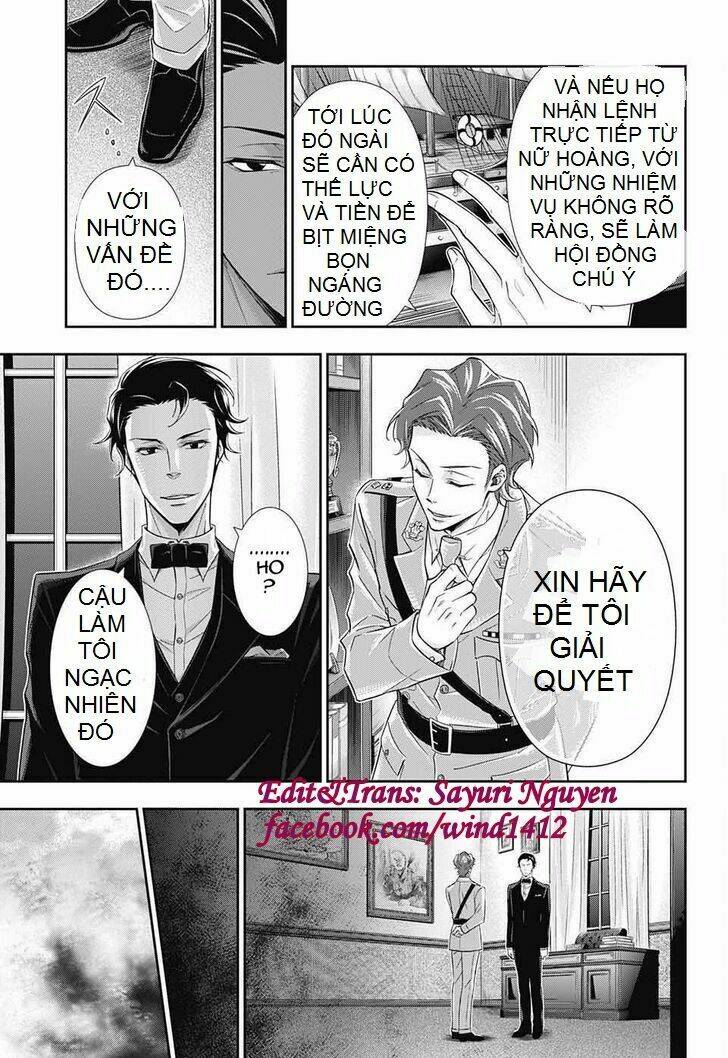 VÀ NẾU HỌ
NHẬN LỆNH
TRỰC TIẾP TỪ
NỮ HOÀNG, VỚI
NHỮNG NHIỆM
VỤ KHÔNG RÕ
RÀNG, SẼ LÀM
HỘI ĐỒNG
CHÚ Ý
TỚI LÚC
ĐÓ NGÀI
SẼ CẦN CÓ
THẾ LỰC
VÀ TIỀN ĐỂ
BỊT MIỆNG
BỌN
NGÁNG
ĐƯỜNG
VỚI
NHỮNG
VẤN ĐỀ
ĐÓ....
XIN HÃY
ĐỂ TÔI
GIẢI
QUYẾT
........
HO
?
CẬU
LÀM
TÔI
NGẠC
NHIÊN
ĐÓ
Edit&Trans: Sayuri Nguyen
facebook.com/wind1412